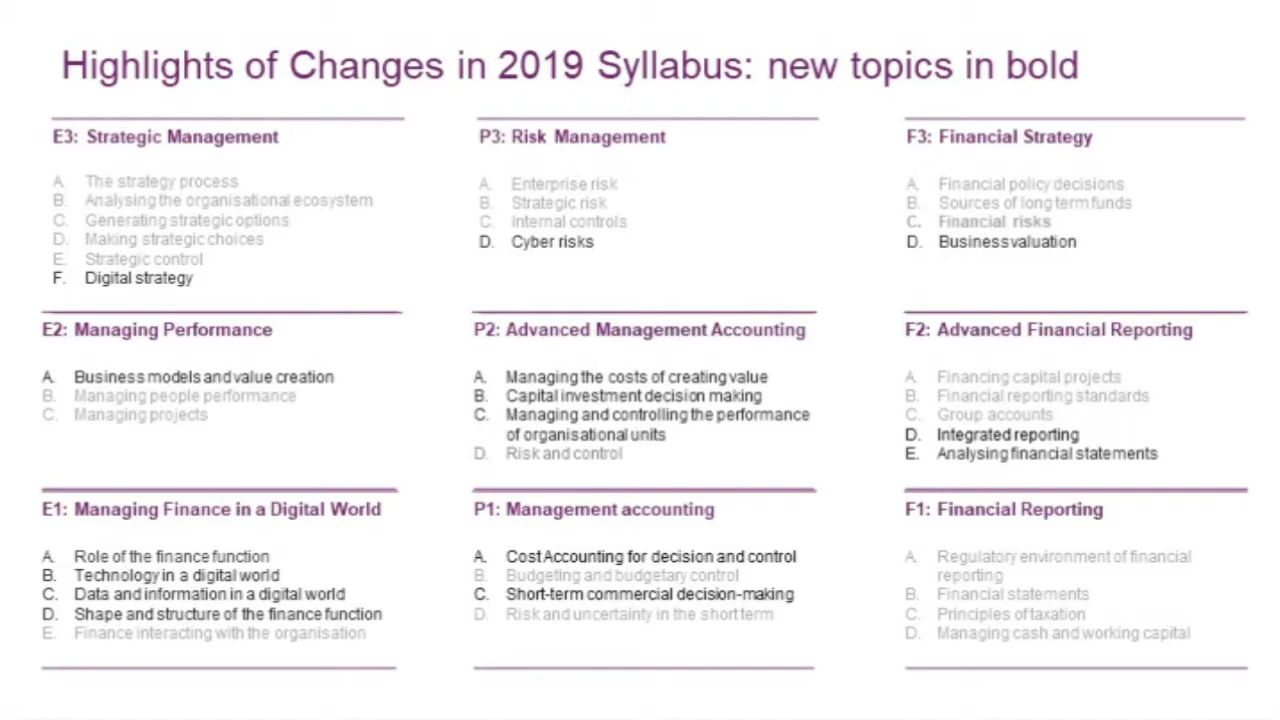 Highlights of Changes in 2019 Syllabus: new topics in bold
E3: Strategic Management
A. The strategy process
B. Analysing the organisational ecosystem
C. Generating strategic options
D. Making strategic choices
E. Strategic control
F. Digital strategy
P3: Risk Management
A. Enterprise risk
B. Strategic risk
C. Internal controls
D. Cyber risks
F3: Financial Strategy
A. Financial policy decisions
B. Sources of long term funds
C. Financial risks
D. Business valuation
E2: Managing Performance
A. Business models and value creation
B. Managing people performance
C. Managing projects
P2: Advanced Management Accounting
A. Managing the costs of creating value
B. Capital investment decision making
C. Managing and controlling the performance
of organisational units
D. Risk and control
F2: Advanced Financial Reporting
A. Financing capital projects
B. Financial reporting standards
C. Group accounts
D. Integrated reporting
E. Analysing financial statements
E1: Managing Finance in a Digital World
A. Role of the finance function
B. Technology in a digital world
C. Data and information in a digital world
D. Shape and structure of the finance function
E. Finance interacting with the organisation
P1: Management accounting
A. Cost Accounting for decision and control
B. Budgeting and budgetary control
C. Short-term commercial decision-making
D. Risk and uncertainty in the short term
F1: Financial Reporting
A. Regulatory environment of financial
reporting
B. Financial statements
C. Principles of taxation
D. Managing cash and working capital